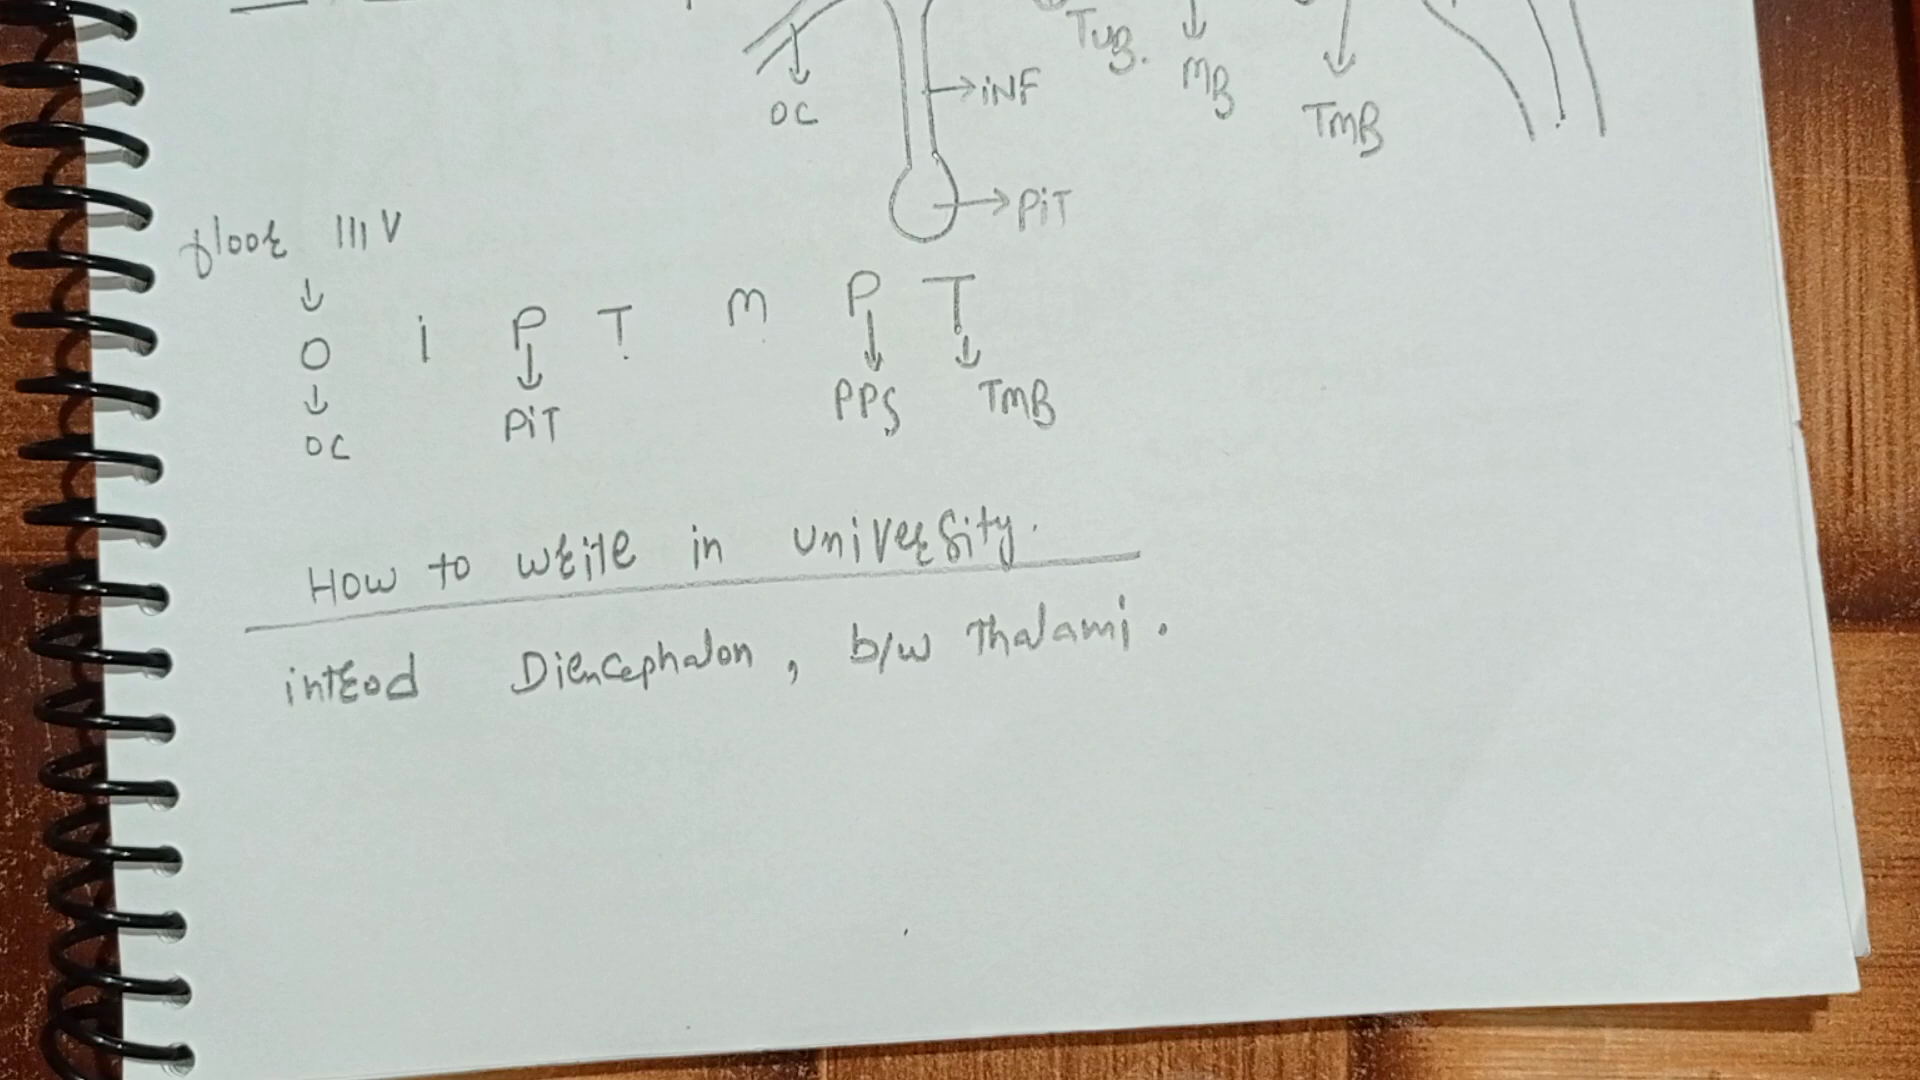 Tub.
OC
iNF
MB
TMB
PiT
floor III V
O i P T M P T
OC PiT PPS TMB
How to write in university.
introd Diencephalon, b/w Thalami.